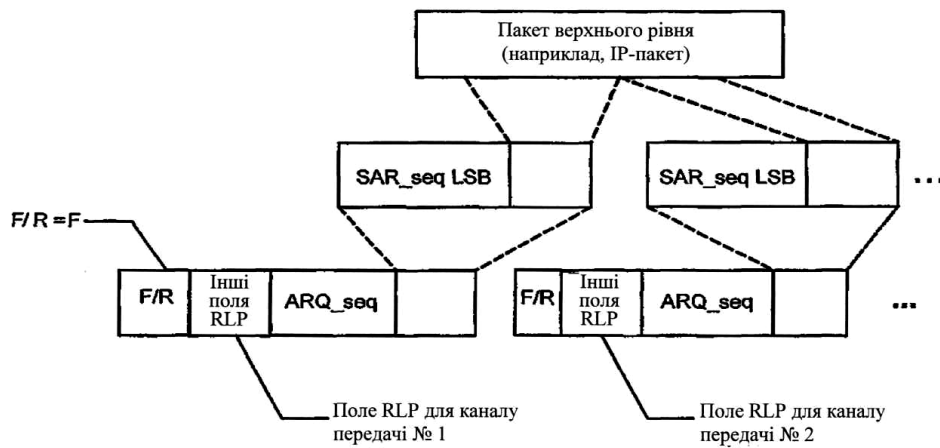 Пакет верхнього рівня
(наприклад, IP-пакет)
SAR_seq LSB
SAR_seq LSB
...
F/R=F
F/R
Інші
поля
RLP
ARQ_seq
F/R
Інші
поля
RLP
ARQ_seq
...
Поле RLP для каналу
передачі № 1
Поле RLP для каналу
передачі № 2